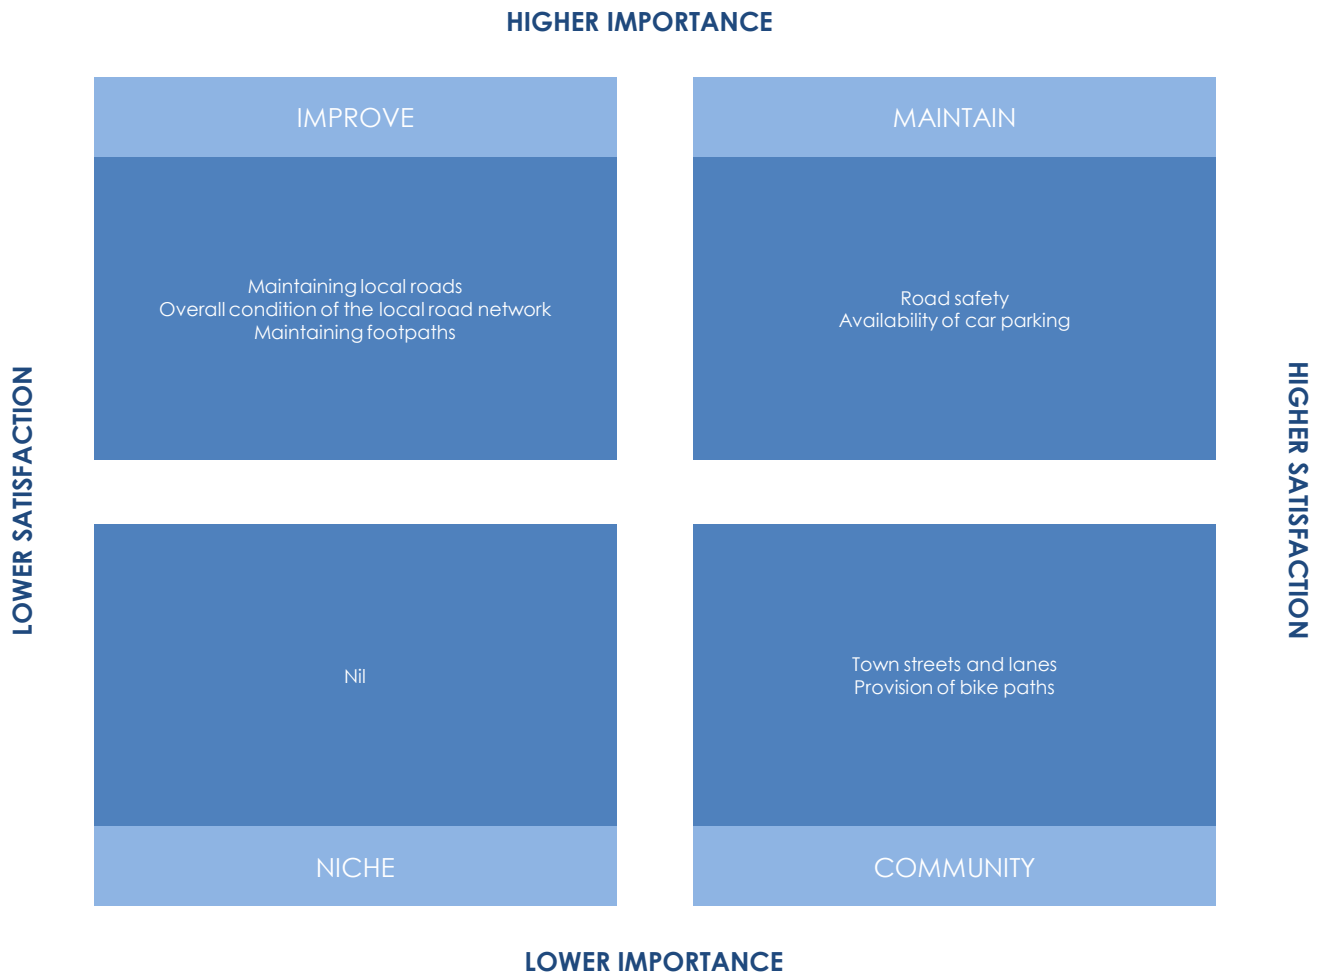 HIGHER IMPORTANCE
IMPROVE
Maintaining local roads
Overall condition of the local road network
Maintaining footpaths
MAINTAIN
Road safety
Availability of car parking
LOWER SATISFACTION
HIGHER SATISFACTION
Nil
NICHE
Town streets and lanes
Provision of bike paths
COMMUNITY
LOWER IMPORTANCE